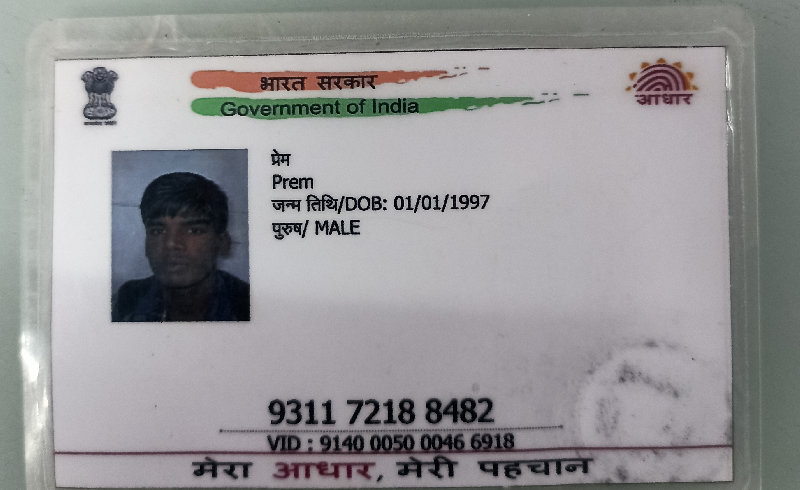 भारत सरकार
Government of India
आधार
प्रेम
Prem
जन्म तिथि/DOB: 01/01/1997
पुरुष/ MALE
9311 7218 8482
VID : 9140 0050 0046 6918
मेरा आधार, मेरी पहचान